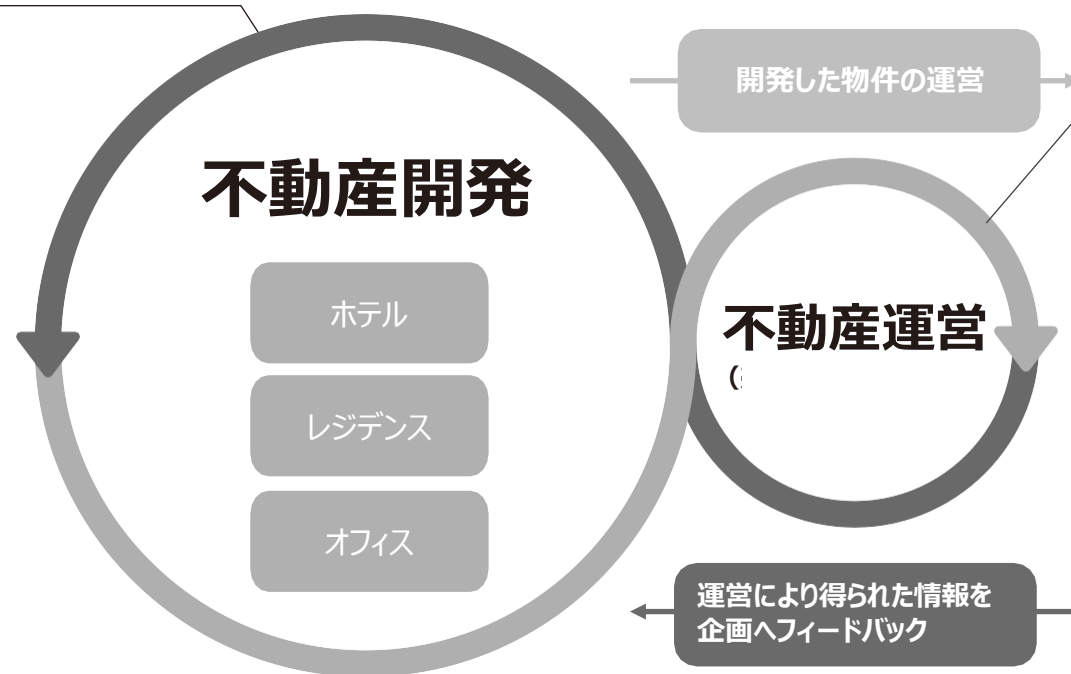 開発した物件の運営
不動産開発
ホテル
レジデンス
オフィス
不動産運営
(
運営により得られた情報を
企画へフィードバック